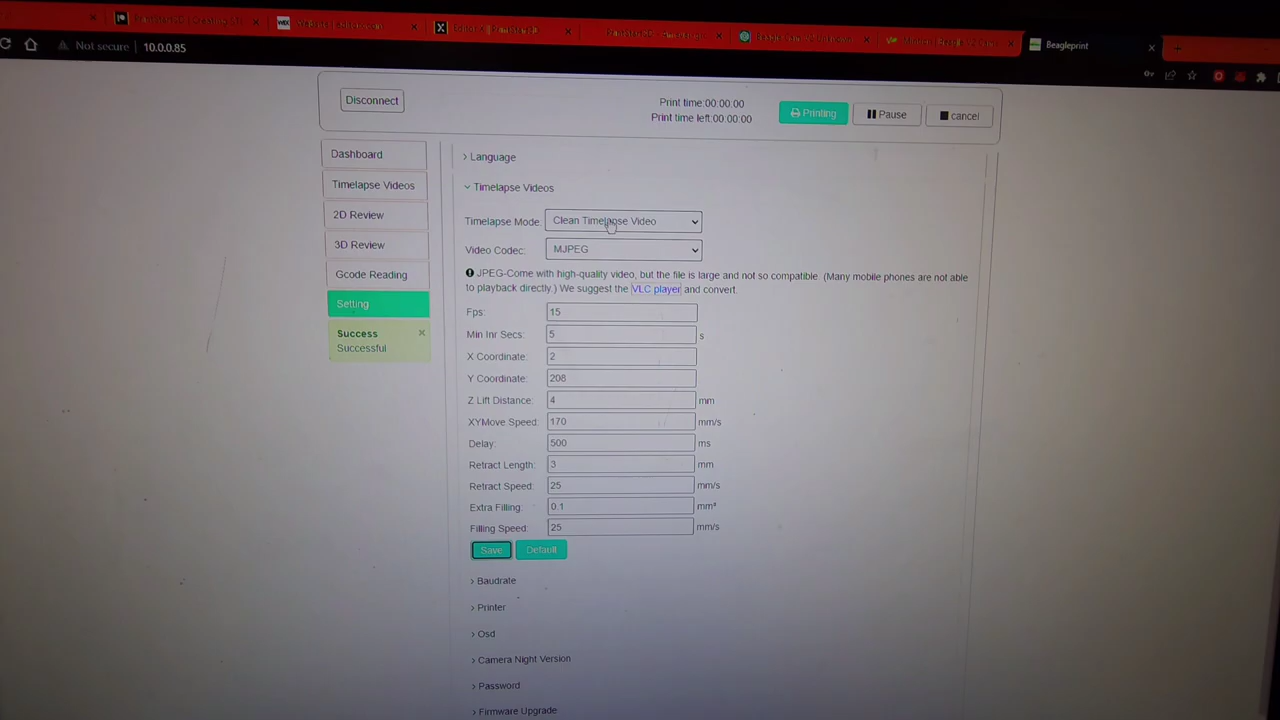 Beagleprint
Not secure
10.0.0.85
Disconnect
Print time:00:00:00
Print time left:00:00:00
Printing
Pause
cancel
Dashboard
Timelapse Videos
2D Review
3D Review
Gcode Reading
Setting
Success
Successful
Language
Timelapse Videos
Timelapse Mode: Clean Timelapse Video
Video Codec: MJPEG
JPEG-Come with high-quality video, but the file is large and not so compatible. (Many mobile phones are not able
to playback directly.) We suggest the VLC player and convert.
Fps: 15
Min Inr Secs: 5 s
X Coordinate: 2
Y Coordinate: 208
Z Lift Distance: 4 mm
XYMove Speed: 170 mm/s
Delay: 500 ms
Retract Length: 3 mm
Retract Speed: 25 mm/s
Extra Filling: 0.1 mm³
Filling Speed: 25 mm/s
Save
Default
Baudrate
Printer
Osd
Camera Night Version
Password
Firmware Upgrade